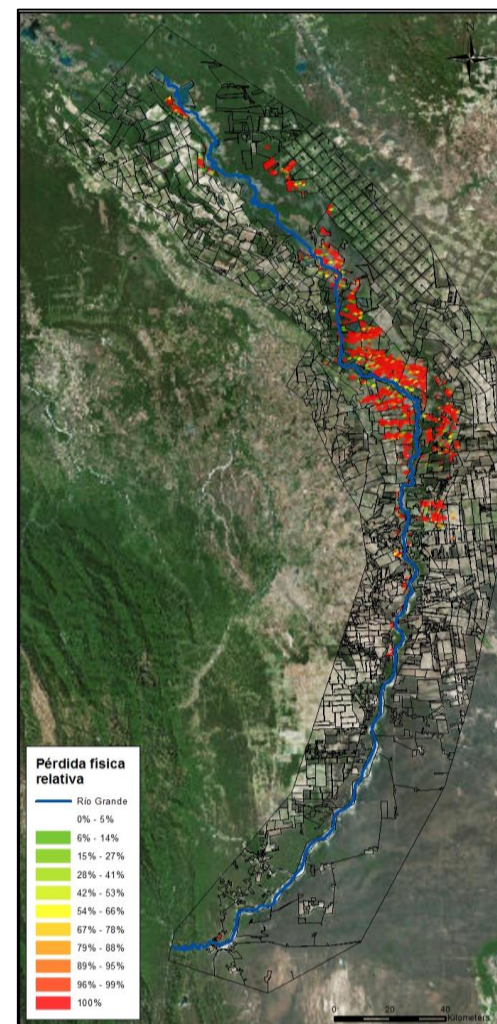 N
Pérdida física
relativa
Río Grande
0% - 5%
6% - 14%
15% - 27%
28% - 41%
42% - 53%
54% - 66%
67% - 78%
79% - 88%
89% - 95%
96% - 99%
100%
0 20 40
Kilometers